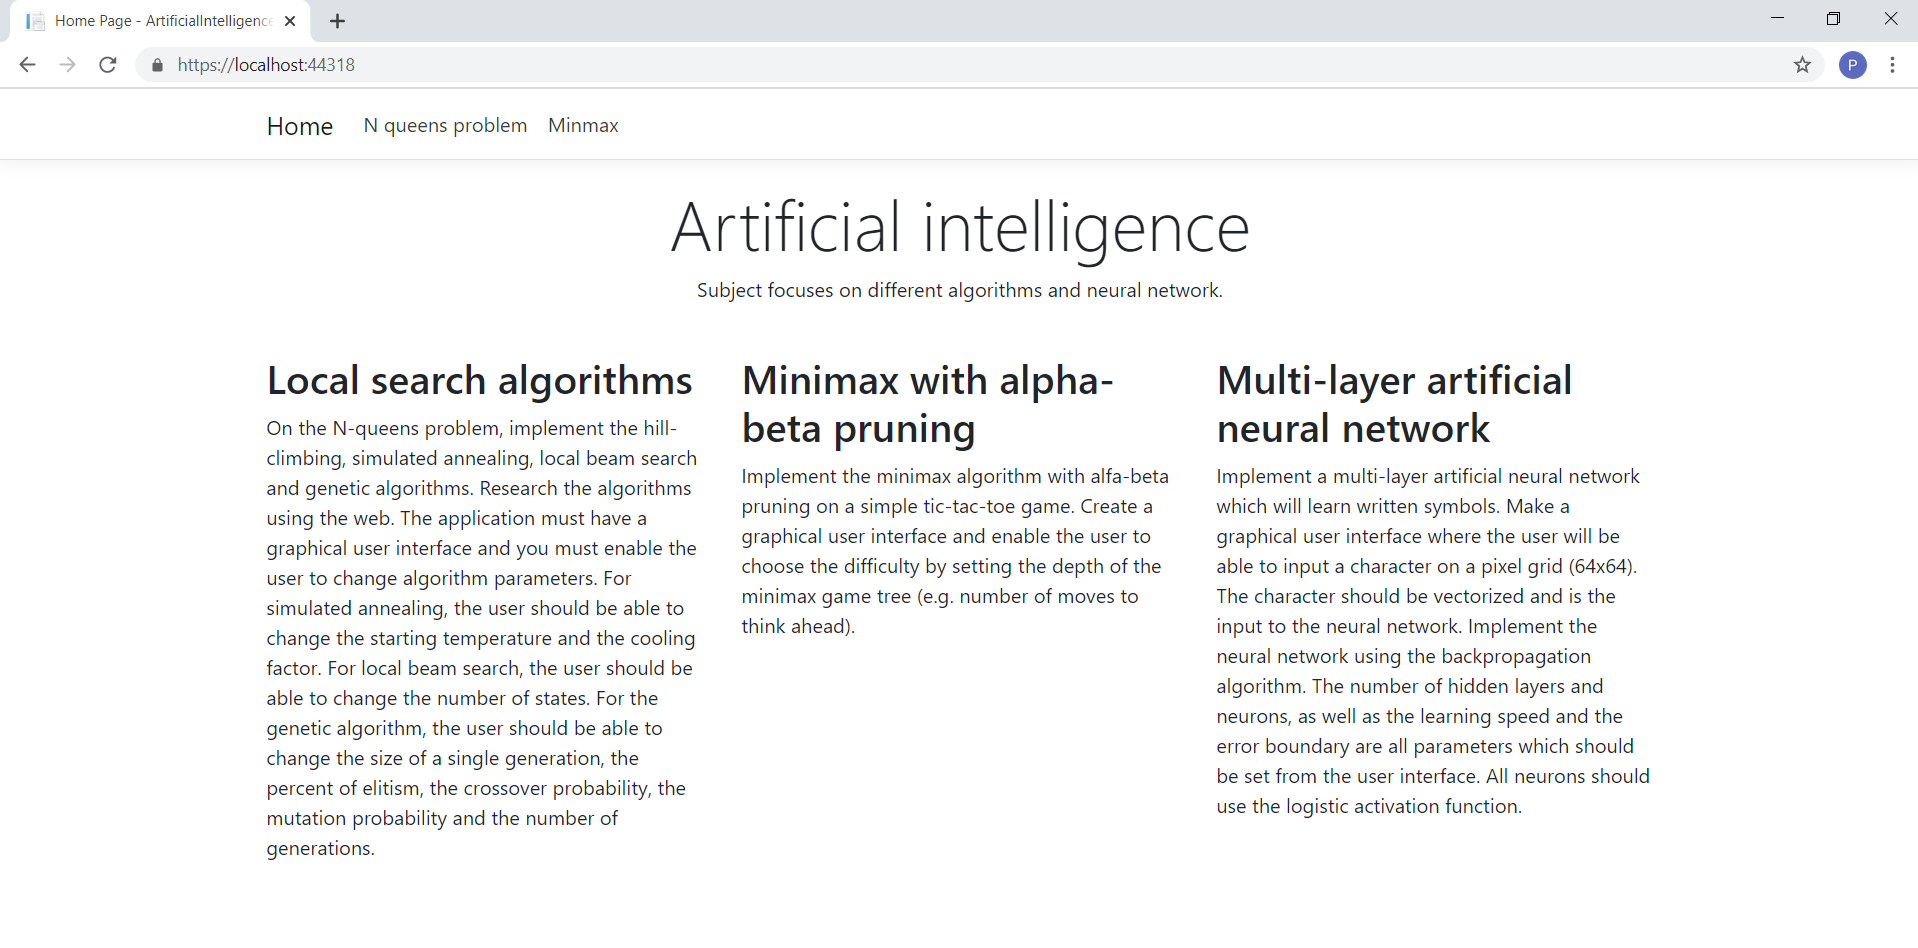 Home Page - ArtificialIntelligence
https://localhost:44318
P
Home
N queens problem
Minmax
Artificial intelligence
Subject focuses on different algorithms and neural network.
Local search algorithms
On the N-queens problem, implement the hill-
climbing, simulated annealing, local beam search
and genetic algorithms. Research the algorithms
using the web. The application must have a
graphical user interface and you must enable the
user to change algorithm parameters. For
simulated annealing, the user should be able to
change the starting temperature and the cooling
factor. For local beam search, the user should be
able to change the number of states. For the
genetic algorithm, the user should be able to
change the size of a single generation, the
percent of elitism, the crossover probability, the
mutation probability and the number of
generations.
Minimax with alpha-
beta pruning
Implement the minimax algorithm with alfa-beta
pruning on a simple tic-tac-toe game. Create a
graphical user interface and enable the user to
choose the difficulty by setting the depth of the
minimax game tree (e.g. number of moves to
think ahead).
Multi-layer artificial
neural network
Implement a multi-layer artificial neural network
which will learn written symbols. Make a
graphical user interface where the user will be
able to input a character on a pixel grid (64x64).
The character should be vectorized and is the
input to the neural network. Implement the
neural network using the backpropagation
algorithm. The number of hidden layers and
neurons, as well as the learning speed and the
error boundary are all parameters which should
be set from the user interface. All neurons should
use the logistic activation function.